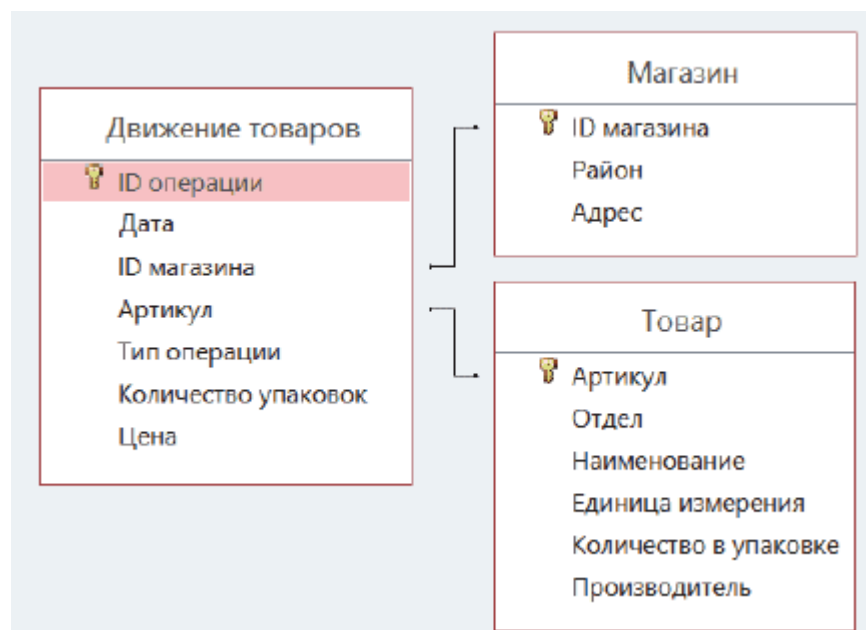 Движение товаров
ID операции
Дата
ID магазина
Артикул
Тип операции
Количество упаковок
Цена
Магазин
ID магазина
Район
Адрес
Товар
Артикул
Отдел
Наименование
Единица измерения
Количество в упаковке
Производитель